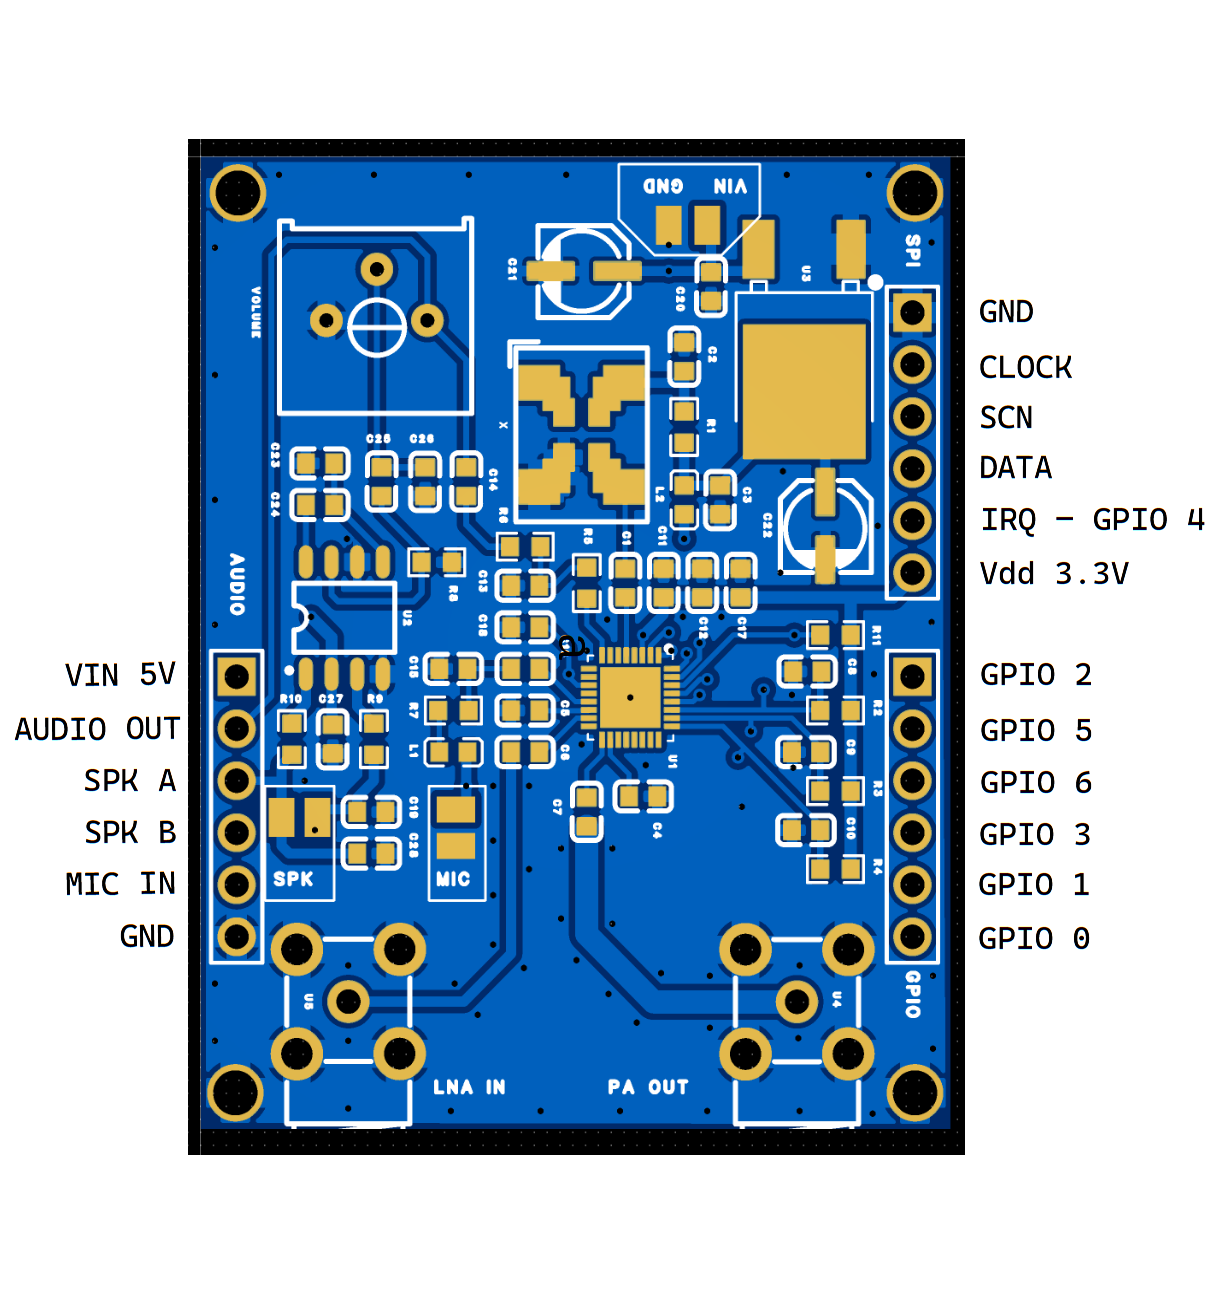 GND VIN
SPI
C21
C20
U3
GND
VOLUME
C2
CLOCK
X
R1
SCN
C25 C26
C23
C14
DATA
C24
L2
C3
R6
C22
IRQ - GPIO 4
R5
C1
C11
AUDIO
R8
C13
Vdd 3.3V
U2
C18
C12
C17
R11
a
VIN 5V
C15
C8
GPIO 2
R10 C27 R9
R7
C5
R2
AUDIO OUT
GPIO 5
L1
C6
U1
C9
SPK A
GPIO 6
C19
C7
R3
SPK B
C4
C10
GPIO 3
C28
R4
MIC IN
SPK
MIC
GPIO 1
GND
GPIO 0
GPIO
U5
U4
LNA IN
PA OUT